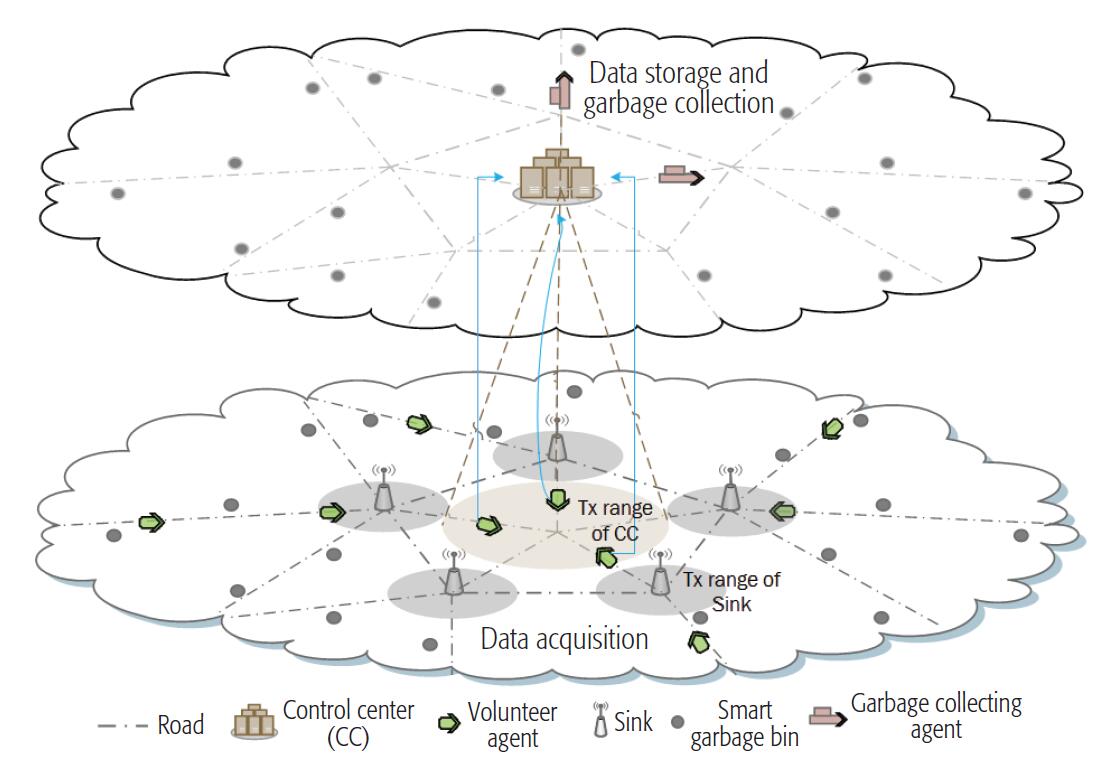 Data storage and
garbage collection
Tx range
of CC
Tx range of
Sink
Data acquisition
Road
Control center
(CC)
Volunteer
agent
Sink
Smart
garbage bin
Garbage collecting
agent